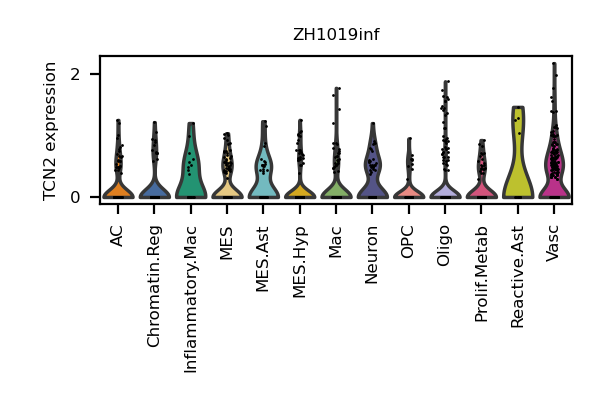 ZH1019inf
TCN2 expression
2
0
AC
Chromatin.Reg
Inflammatory.Mac
MES
MES.Ast
MES.Hyp
Mac
Neuron
OPC
Oligo
Prolif.Metab
Reactive.Ast
Vasc